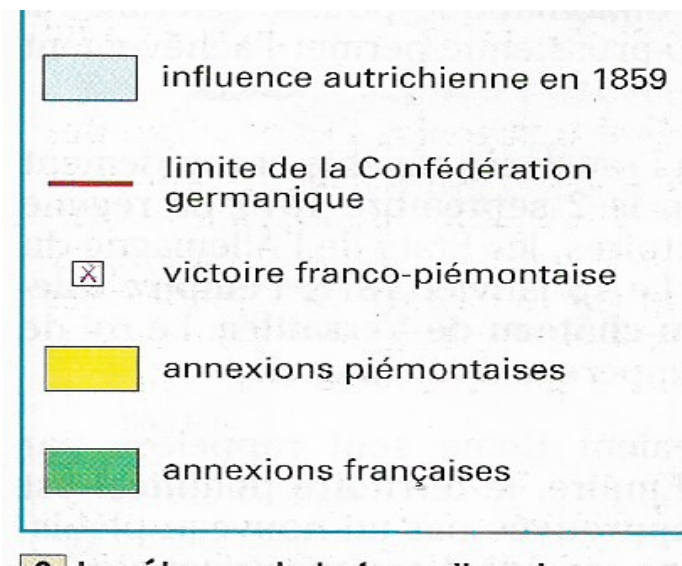 influence autrichienne en 1859
limite de la Confédération
germanique
victoire franco-piémontaise
annexions piémontaises
annexions françaises